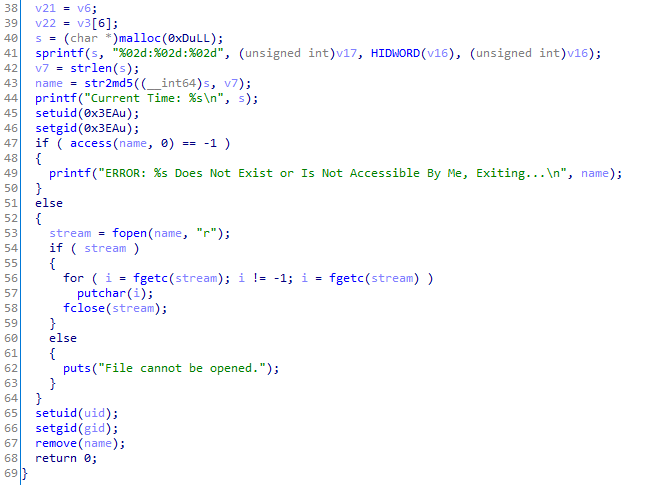 38 v21 = v6;
39 v22 = v3[6];
40 s = (char *)malloc(0xDuLL);
41 sprintf(s, "%02d:%02d:%02d", (unsigned int)v17, HIDWORD(v16), (unsigned int)v16);
42 v7 = strlen(s);
43 name = str2md5((__int64)s, v7);
44 printf("Current Time: %s\n", s);
45 setuid(0x3EAu);
46 setgid(0x3EAu);
47 if ( access(name, 0) == -1 )
48 {
49 printf("ERROR: %s Does Not Exist or Is Not Accessible By Me, Exiting...\n", name);
50 }
51 else
52 {
53 stream = fopen(name, "r");
54 if ( stream )
55 {
56 for ( i = fgetc(stream); i != -1; i = fgetc(stream) )
57 putchar(i);
58 fclose(stream);
59 }
60 else
61 {
62 puts("File cannot be opened.");
63 }
64 }
65 setuid(uid);
66 setgid(gid);
67 remove(name);
68 return 0;
69 }